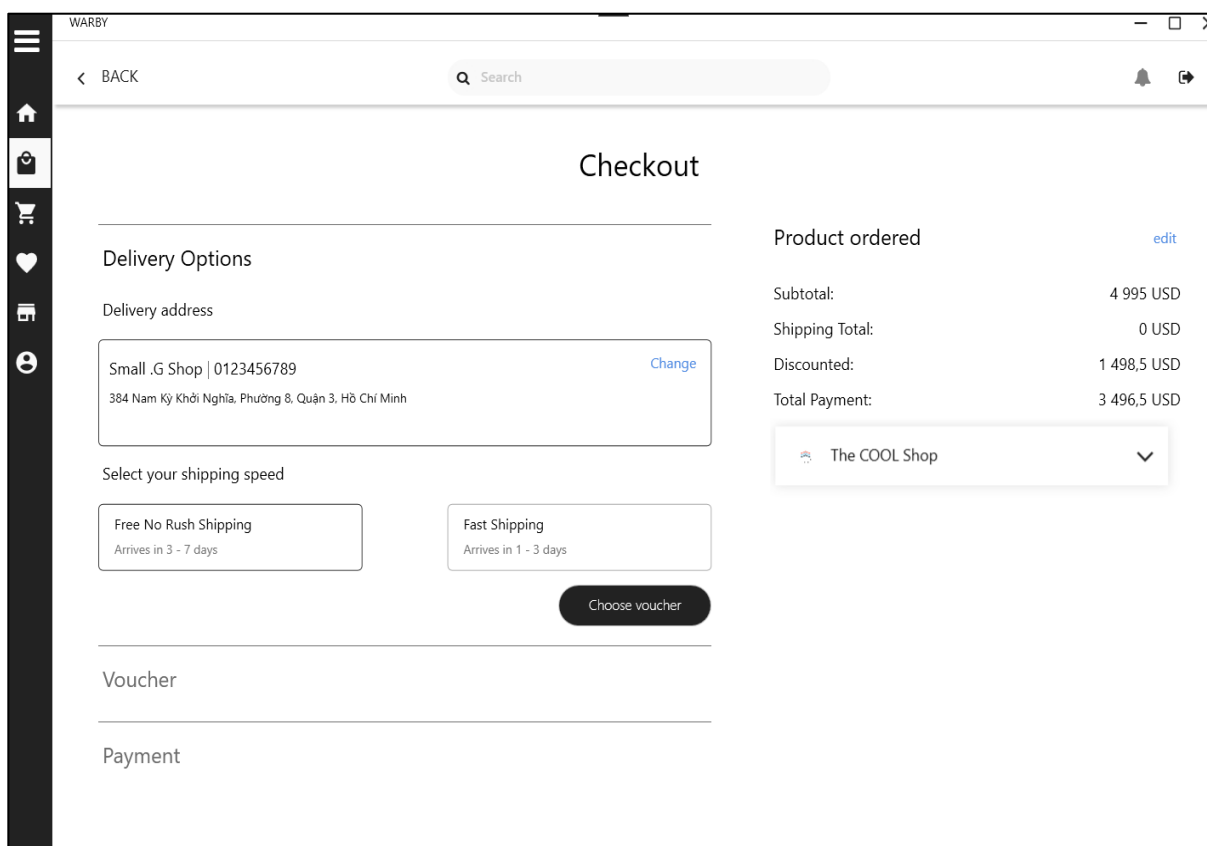 WARBY
BACK
Search
Checkout
Delivery Options
Delivery address
Small .G Shop | 0123456789
Change
384 Nam Kỳ Khởi Nghĩa, Phường 8, Quận 3, Hồ Chí Minh
Select your shipping speed
Free No Rush Shipping
Arrives in 3 - 7 days
Fast Shipping
Arrives in 1 - 3 days
Choose voucher
Voucher
Payment
Product ordered
edit
Subtotal: 4 995 USD
Shipping Total: 0 USD
Discounted: 1 498,5 USD
Total Payment: 3 496,5 USD
The COOL Shop